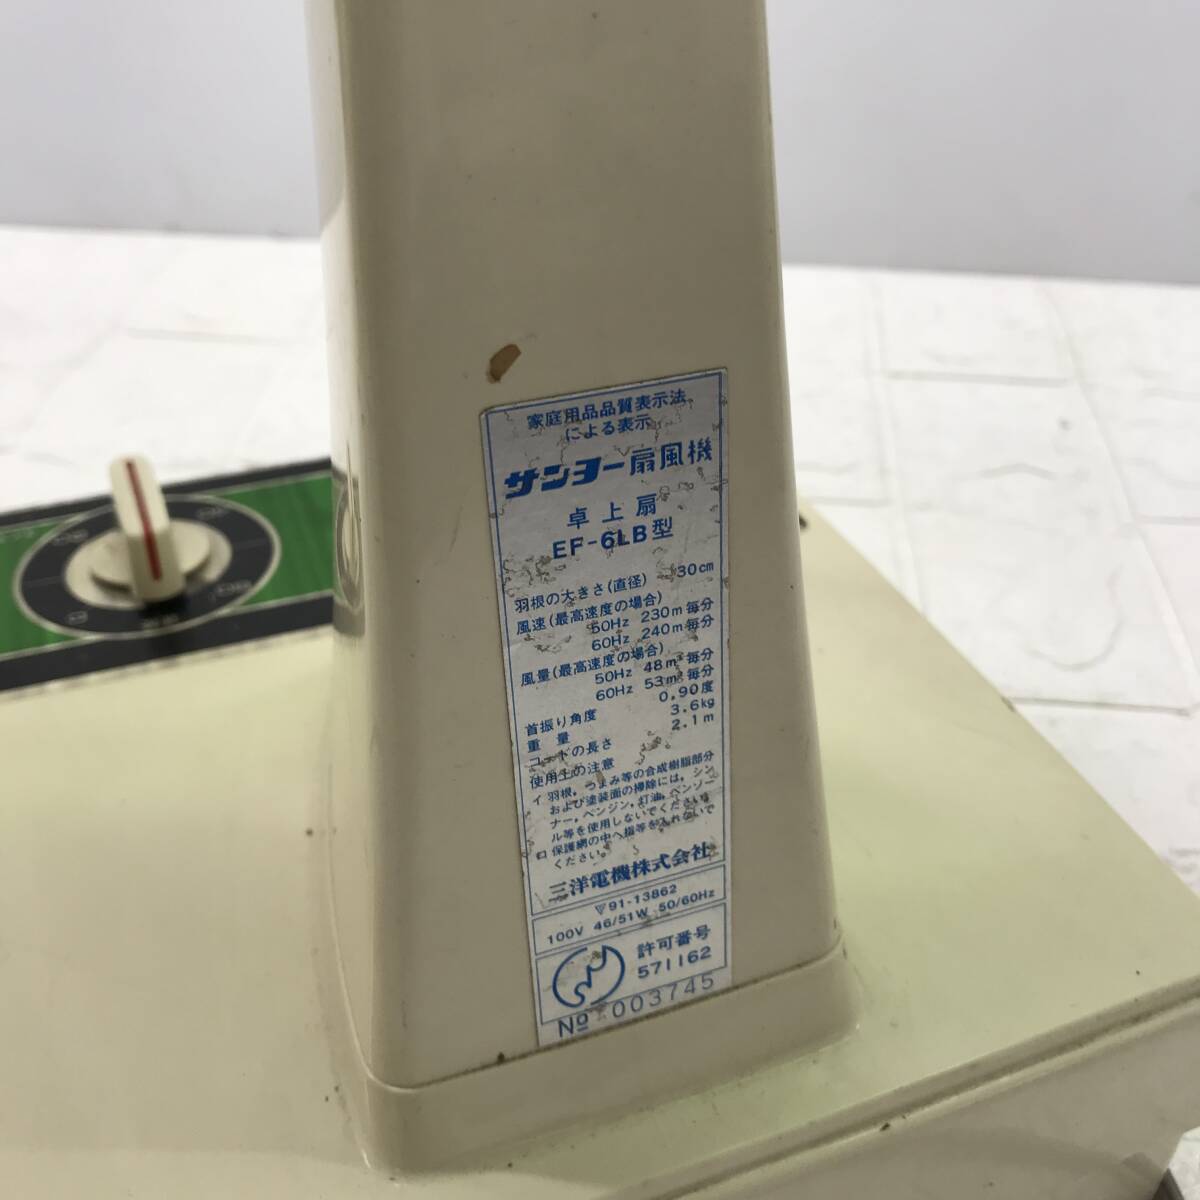 家庭用品品質表示法
による表示
サンヨー扇風機
卓上扇
EF-6LB型
羽根の大きさ(直径) 30cm
風速(最高速度の場合)
50Hz 230m毎分
60Hz 240m毎分
風量(最高速度の場合)
50Hz 48m³毎分
60Hz 53m³毎分
首振り角度 0.90度
重量 3.6kg
コードの長さ 2.1m
使用上の注意
イ 羽根，つまみ等の合成樹脂部分
および塗装面の掃除には，シン
ナー，ベンジン，灯油，ベンゾー
ル等を使用しないでください。
ロ 保護網の中へ指等を入れないで
ください。
三洋電機株式会社
▽91-13862
100V 46/51W 50/60Hz
許可番号
571162
No 003745